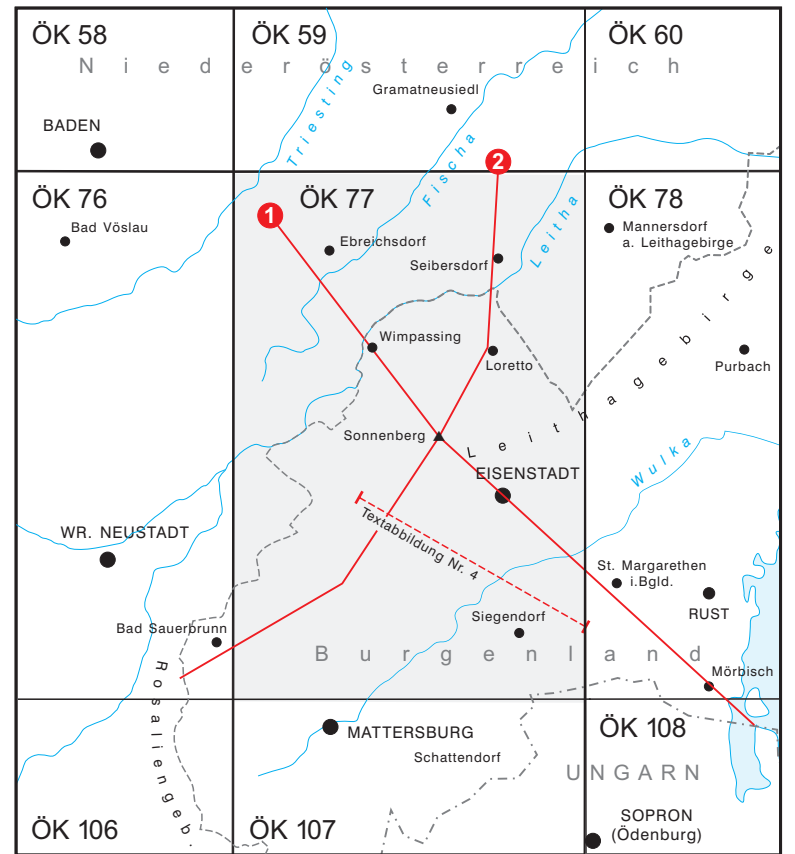 ÖK 58
ÖK 59
ÖK 60
Niederösterreich
Gramatneusiedl
BADEN
Triesting
Fischa
2
ÖK 76
ÖK 77
ÖK 78
1
Bad Vöslau
Ebreichsdorf
Seibersdorf
Leitha
Mannersdorf
a. Leithagebirge
Wimpassing
Loretto
Purbach
Sonnenberg
Leithagebirge
EISENSTADT
Wulka
WR. NEUSTADT
Textabbildung Nr. 4
St. Margarethen
i.Bgld.
RUST
Bad Sauerbrunn
Siegendorf
Burgenland
Mörbisch
Rosaliengeb.
MATTERSBURG
Schattendorf
ÖK 108
UNGARN
SOPRON
(Ödenburg)
ÖK 106
ÖK 107